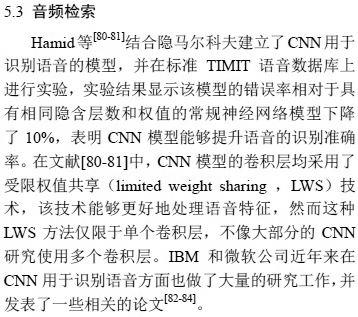 5.3 音频检索
Hamid 等[80-81]结合隐马尔科夫建立了CNN用于
识别语音的模型，并在标准 TIMIT 语音数据库上
进行实验，实验结果显示该模型的错误率相对于具
有相同隐含层数和权值的常规神经网络模型下降
了 10%，表明 CNN 模型能够提升语音的识别准确
率。在文献[80-81]中，CNN 模型的卷积层均采用了
受限权值共享（limited weight sharing ，LWS）技
术，该技术能够更好地处理语音特征，然而这种
LWS 方法仅限于单个卷积层，不像大部分的 CNN
研究使用多个卷积层。IBM 和微软公司近年来在
CNN 用于识别语音方面也做了大量的研究工作,并
发表了一些相关的论文[82-84]。